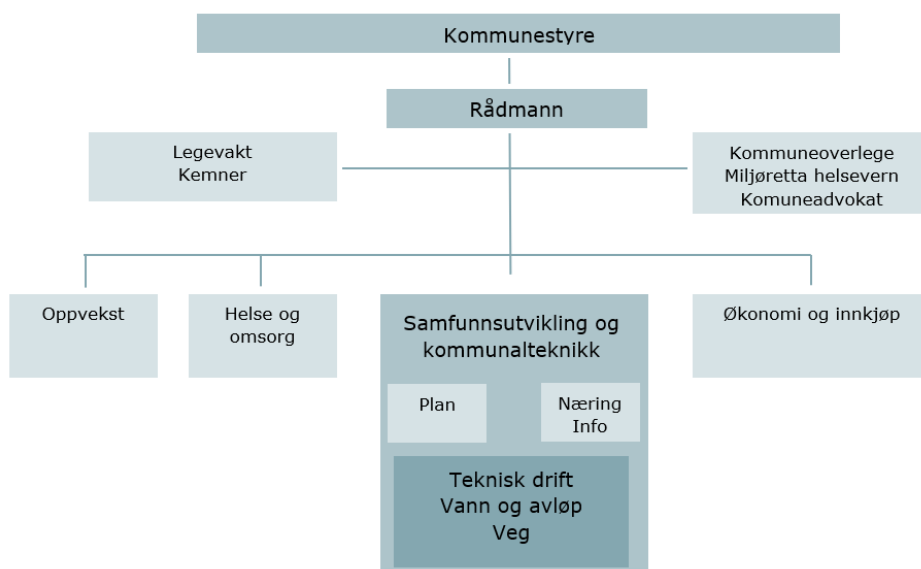 Kommunestyre
Rådmann
Legevakt
Kemner
Kommuneoverlege
Miljøretta helsevern
Komuneadvokat
Oppvekst
Helse og
omsorg
Samfunnsutvikling og
kommunalteknikk
Plan
Næring
Info
Teknisk drift
Vann og avløp
Veg
Økonomi og innkjøp